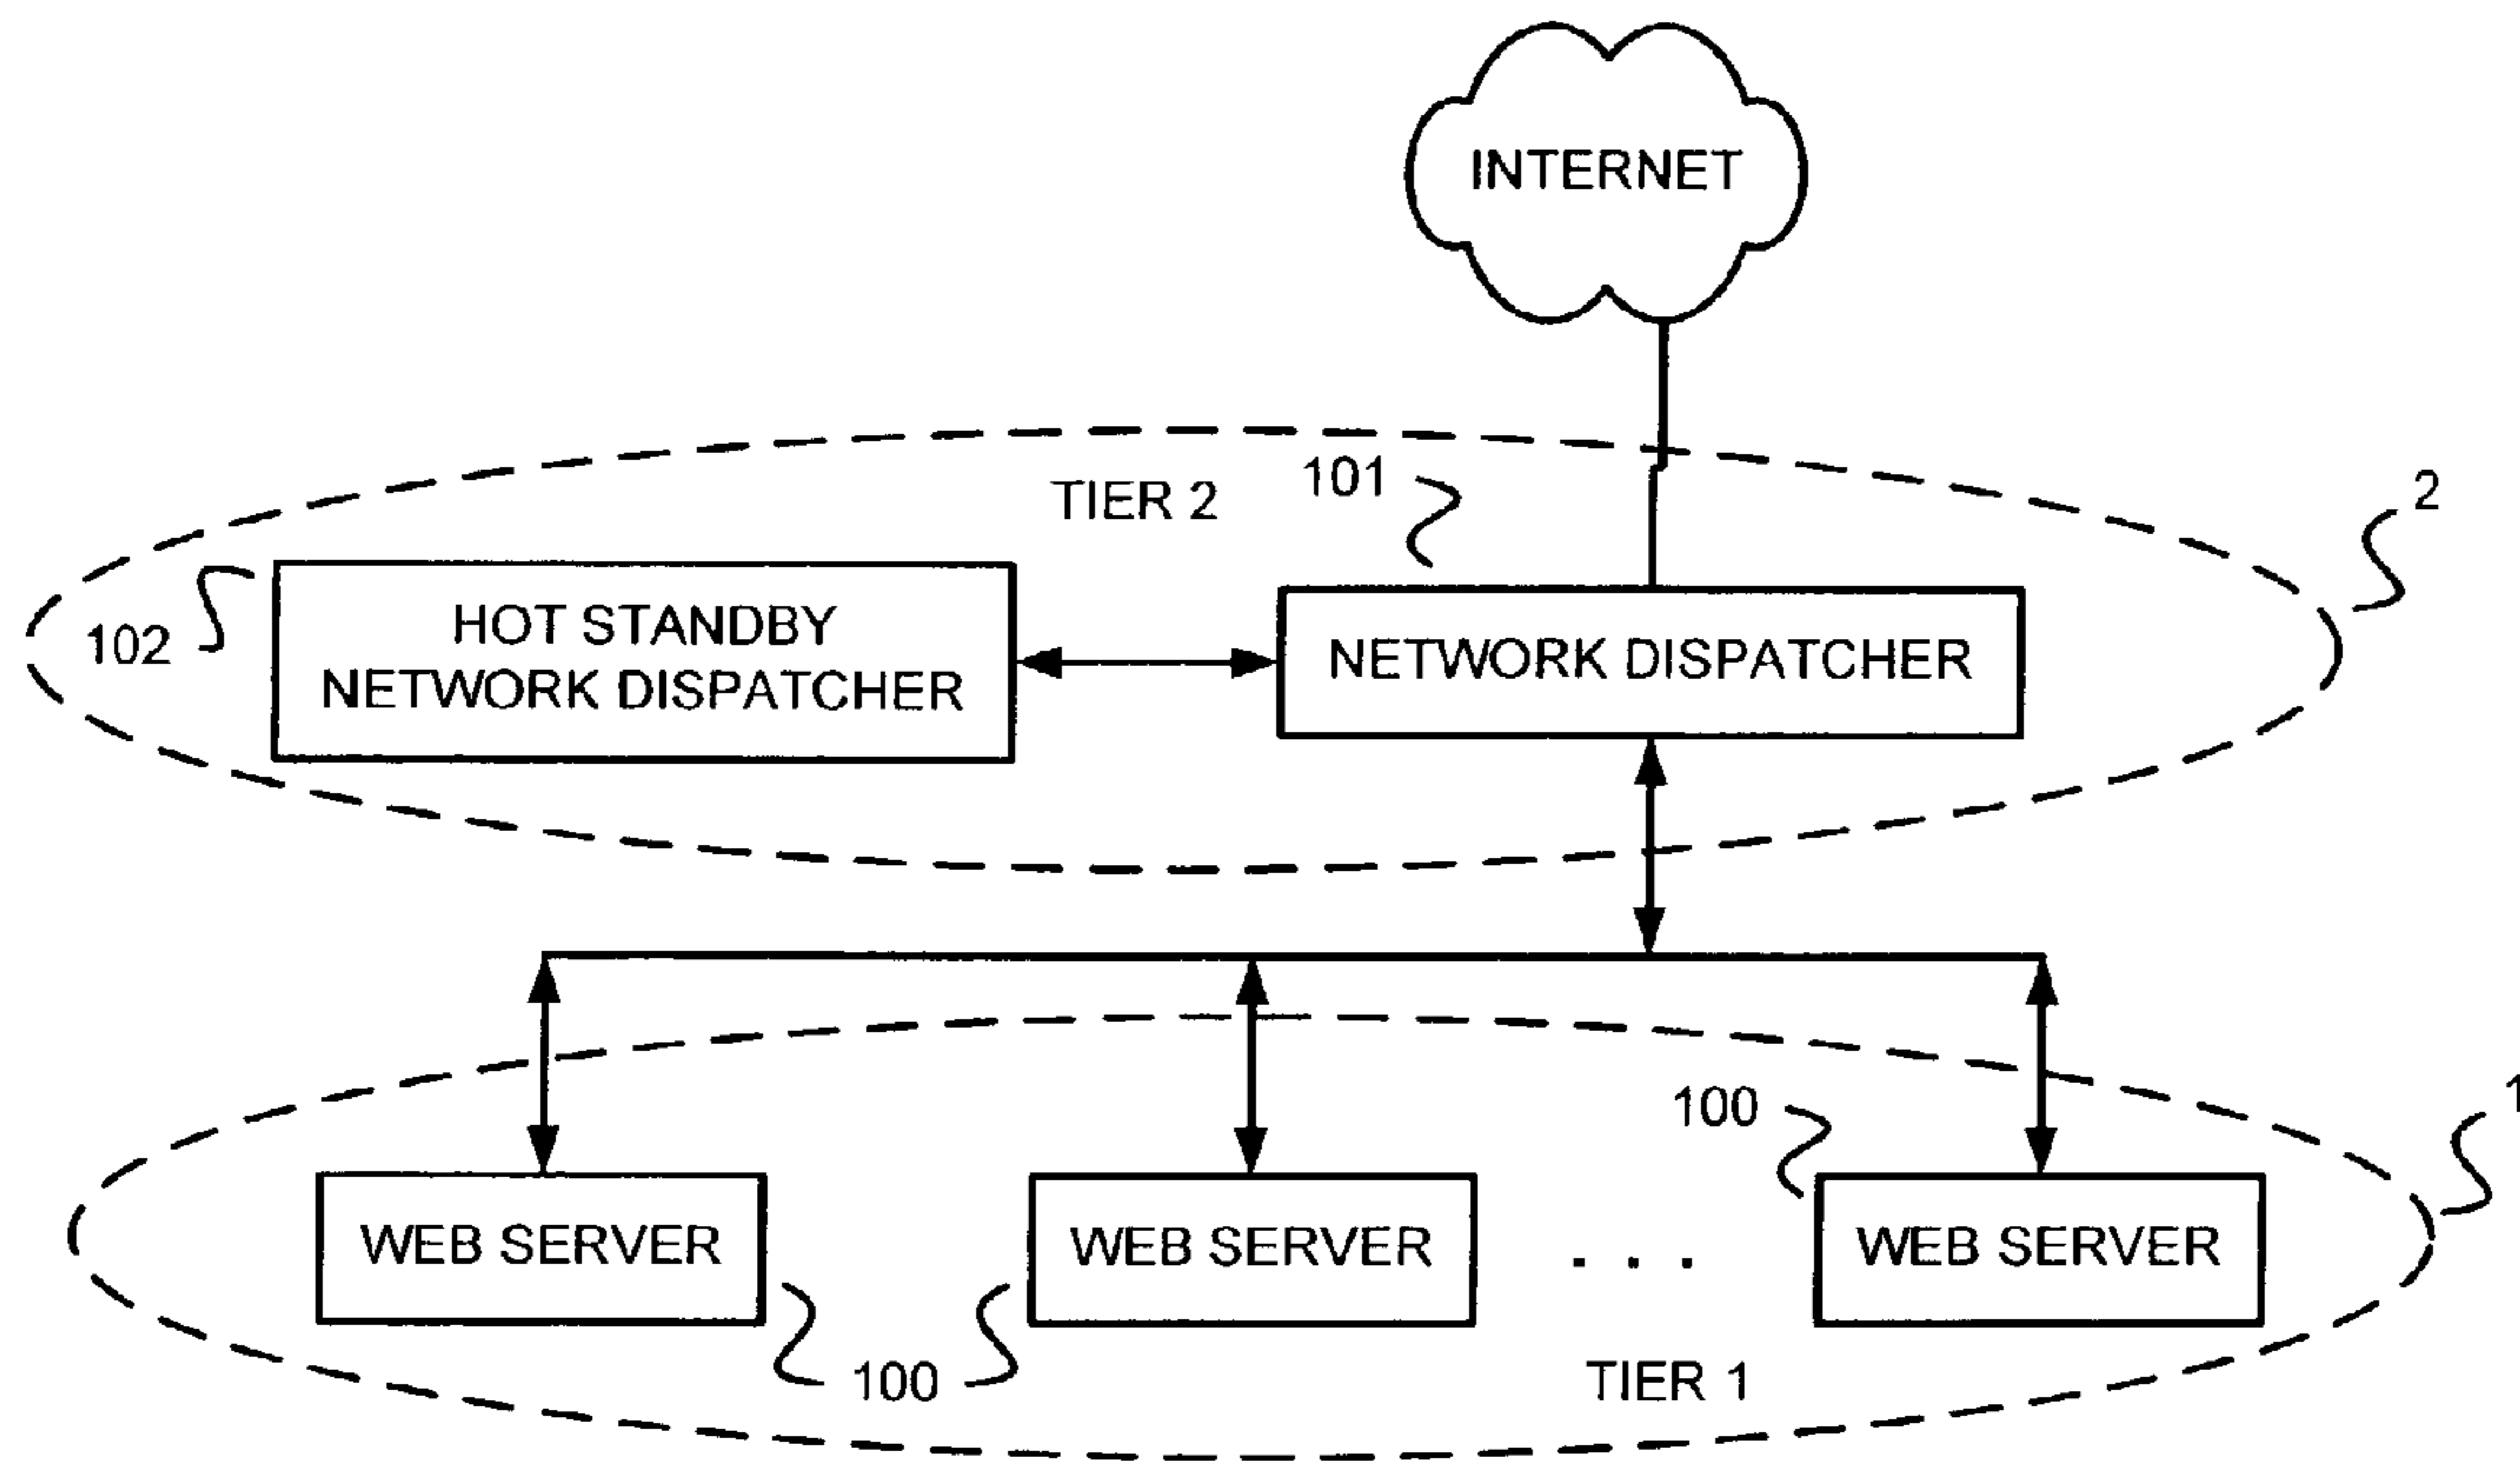 INTERNET
TIER 2
101
2
102
HOT STANDBY
NETWORK DISPATCHER
NETWORK DISPATCHER
100
1
WEB SERVER
WEB SERVER
. . .
WEB SERVER
100
TIER 1